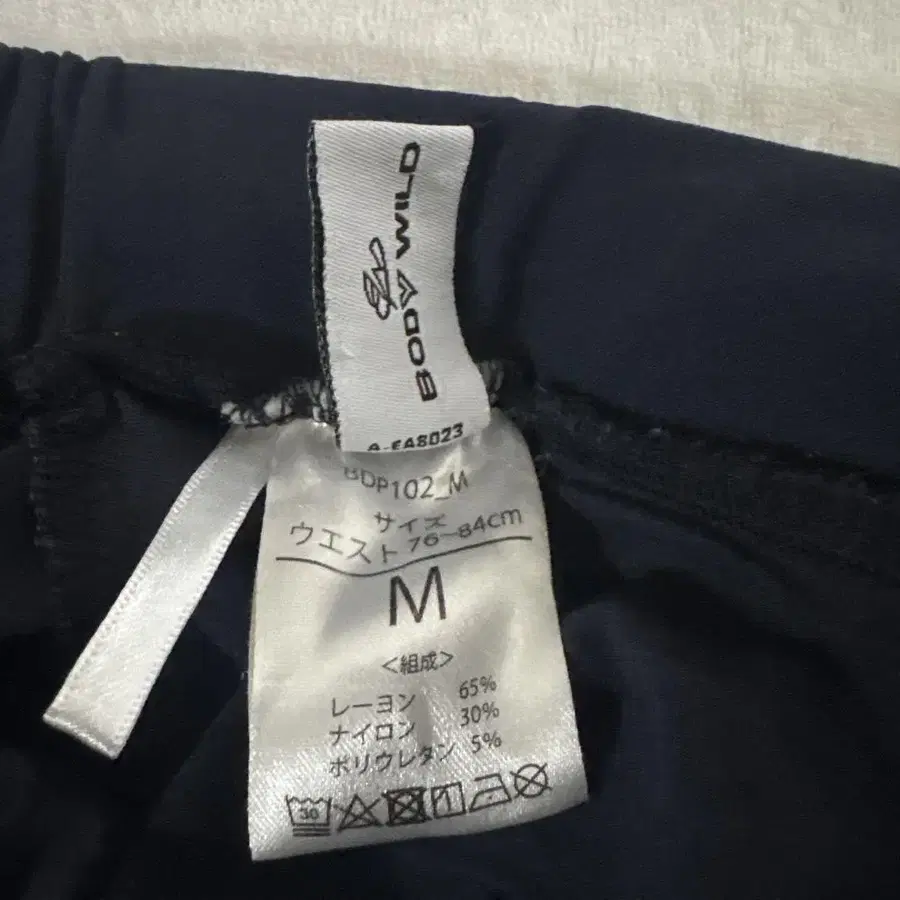 BODY WILD
A-EA8023
BDP102_M
サイズ
ウエスト 76~84cm
M
<組成>
レーヨン 65%
ナイロン 30%
ポリウレタン 5%
30